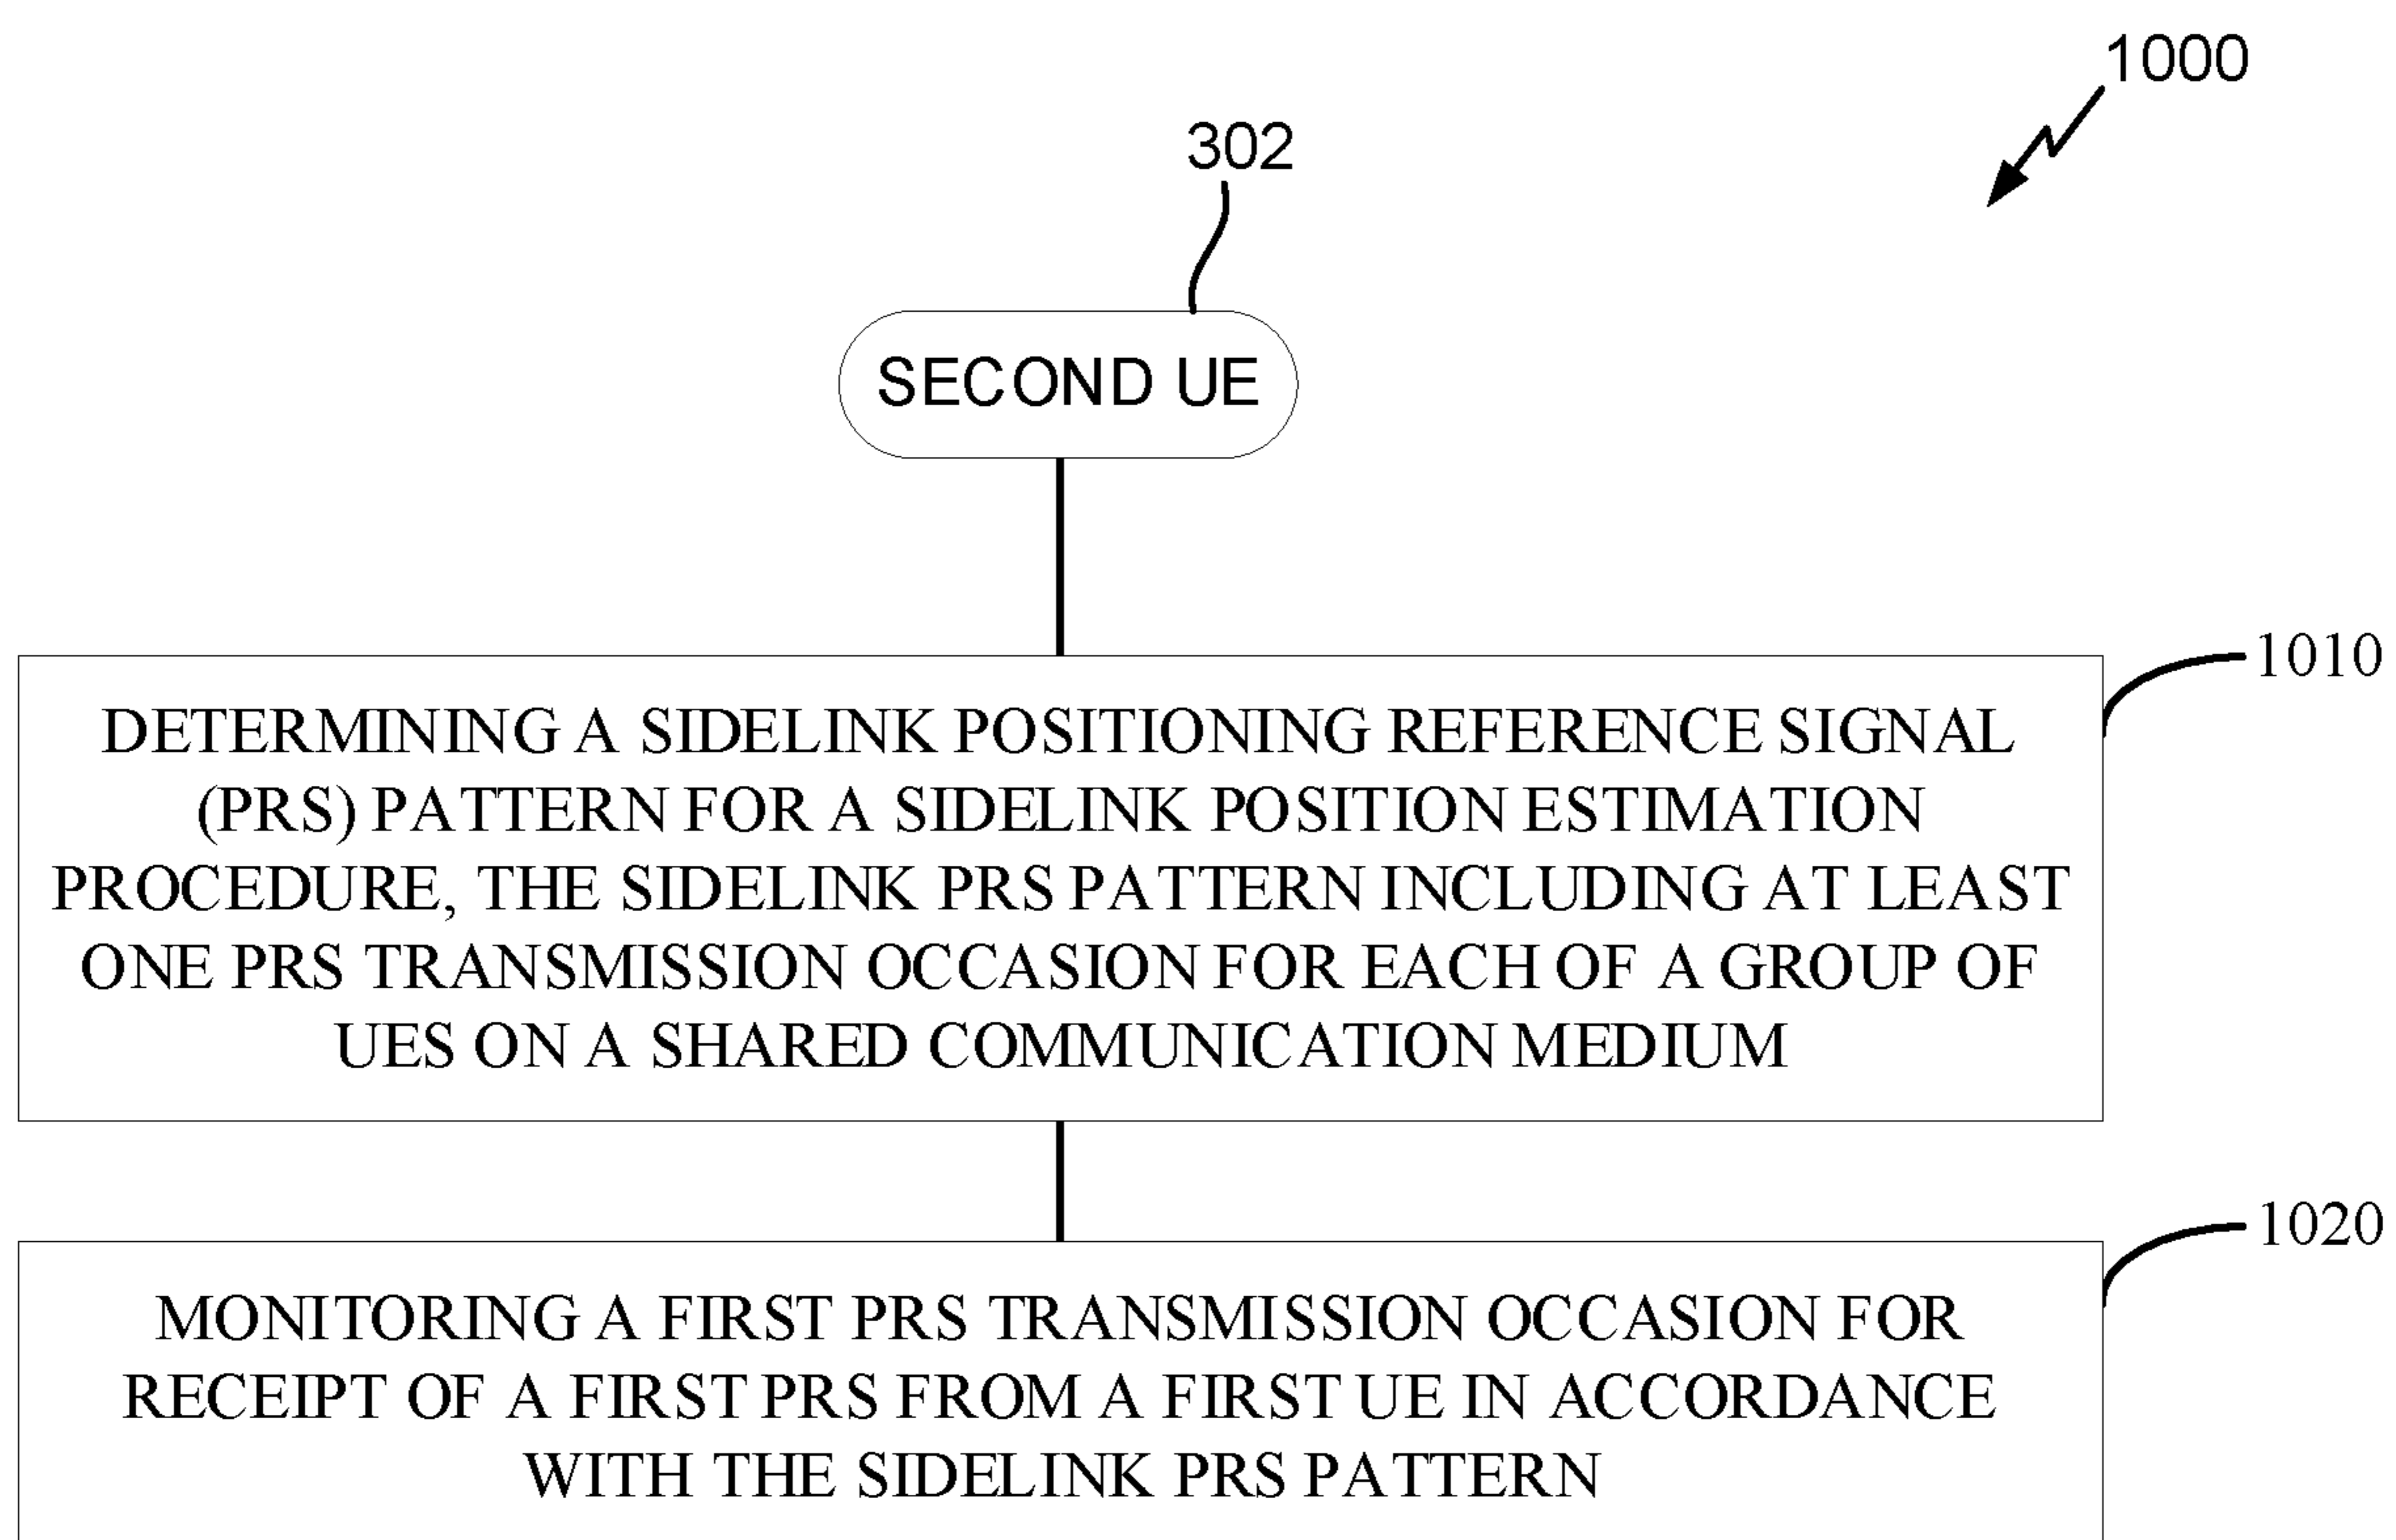 1000
302
SECOND UE
1010
DETERMINING A SIDELINK POSITIONING REFERENCE SIGNAL
(PRS) PATTERN FOR A SIDELINK POSITION ESTIMATION
PROCEDURE, THE SIDELINK PRS PATTERN INCLUDING AT LEAST
ONE PRS TRANSMISSION OCCASION FOR EACH OF A GROUP OF
UES ON A SHARED COMMUNICATION MEDIUM
1020
MONITORING A FIRST PRS TRANSMISSION OCCASION FOR
RECEIPT OF A FIRST PRS FROM A FIRST UE IN ACCORDANCE
WITH THE SIDELINK PRS PATTERN